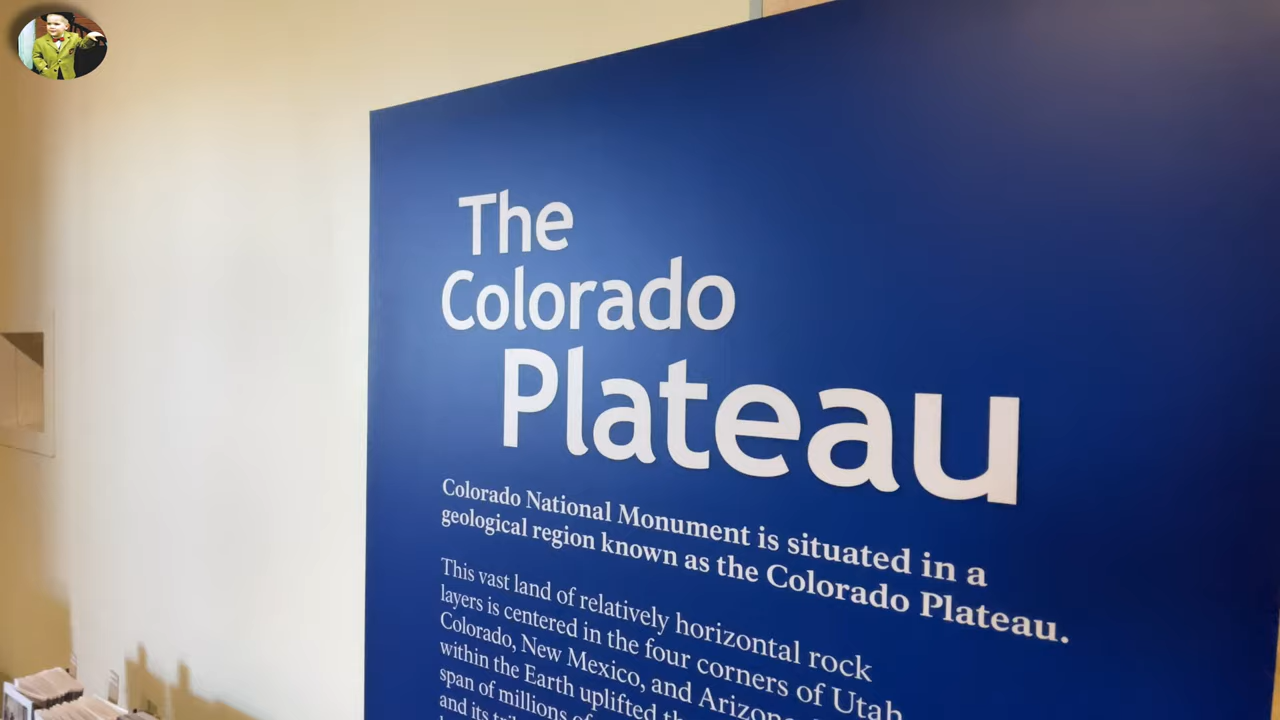 The
Colorado
Plateau
Colorado National Monument is situated in a
geological region known as the Colorado Plateau.
This vast land of relatively horizontal rock
layers is centered in the four corners of Utah
Colorado, New Mexico, and Arizona.
within the Earth uplifted
span of millions of
and its